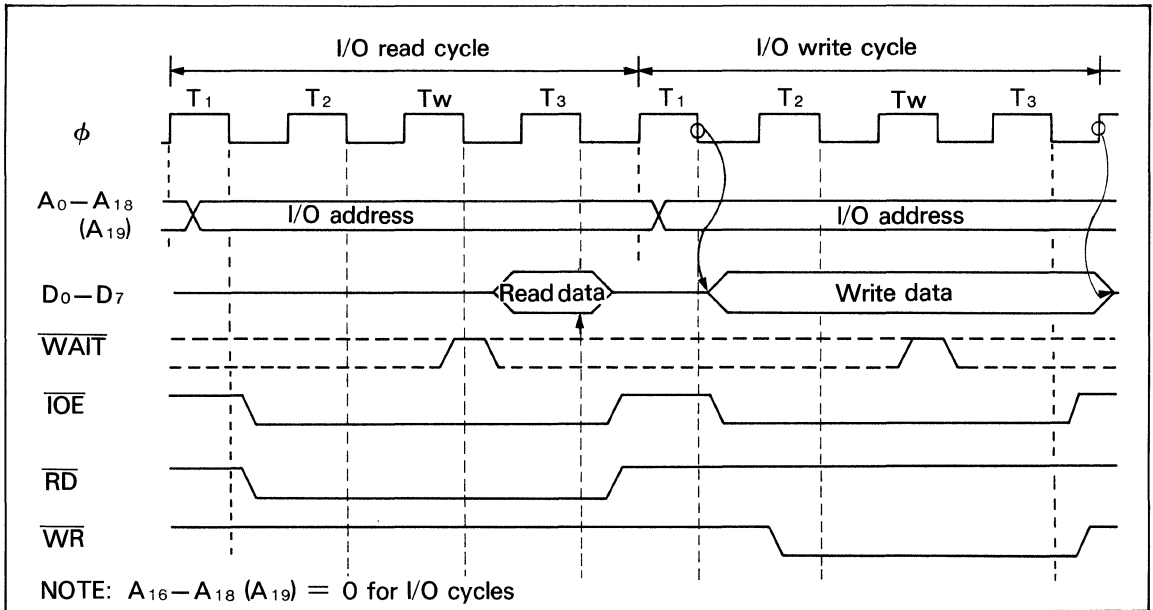 I/O read cycle I/O write cycle
T1 T2 Tw T3 T1 T2 Tw T3
ϕ
A0–A18
(A19)
I/O address I/O address
D0–D7 Read data Write data
WAIT
IOE
RD
WR
NOTE: A16–A18 (A19) = 0 for I/O cycles